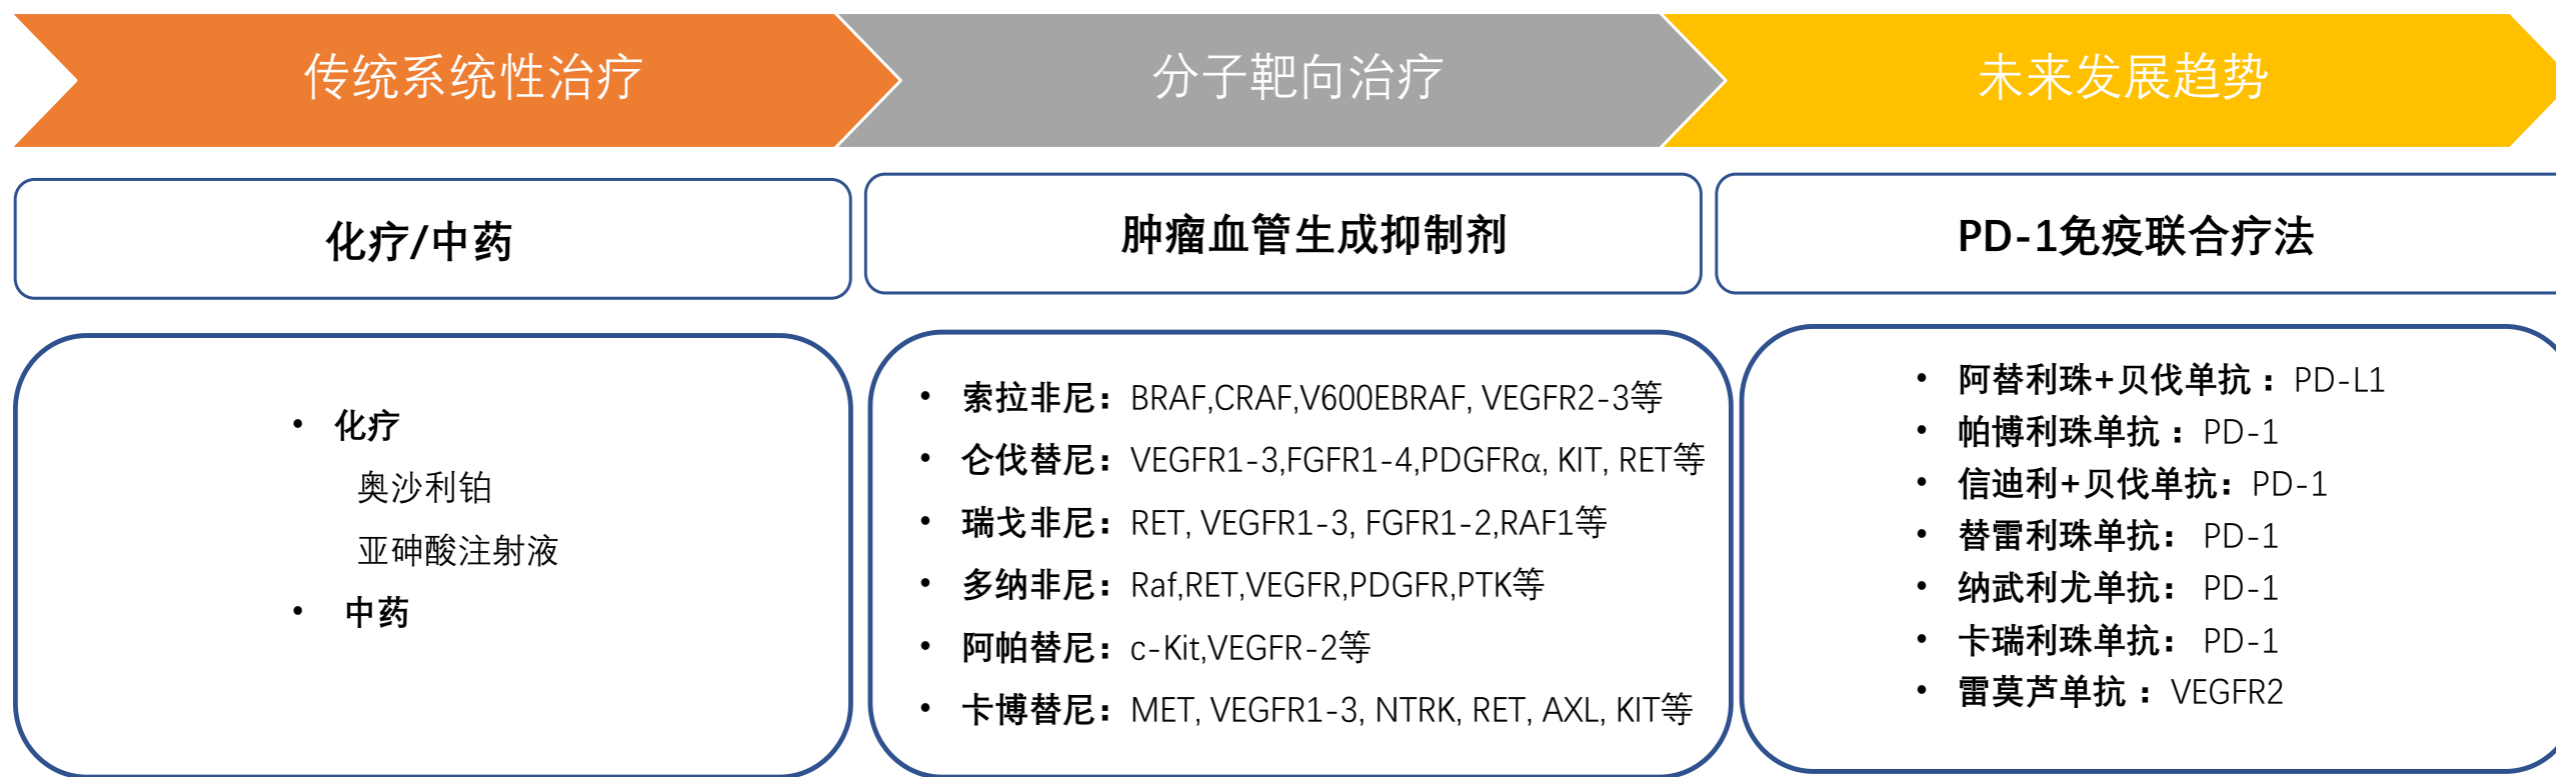 传统系统性治疗
分子靶向治疗
未来发展趋势
化疗/中药
肿瘤血管生成抑制剂
PD-1免疫联合疗法
• 化疗
奥沙利铂
亚砷酸注射液
• 中药
• 索拉非尼：BRAF,CRAF,V600EBRAF, VEGFR2-3等
• 仑伐替尼：VEGFR1-3,FGFR1-4,PDGFRα, KIT, RET等
• 瑞戈非尼：RET, VEGFR1-3, FGFR1-2,RAF1等
• 多纳非尼：Raf,RET,VEGFR,PDGFR,PTK等
• 阿帕替尼：c-Kit,VEGFR-2等
• 卡博替尼：MET, VEGFR1-3, NTRK, RET, AXL, KIT等
• 阿替利珠+贝伐单抗 ：PD-L1
• 帕博利珠单抗 ：PD-1
• 信迪利+贝伐单抗：PD-1
• 替雷利珠单抗： PD-1
• 纳武利尤单抗： PD-1
• 卡瑞利珠单抗： PD-1
• 雷莫芦单抗 ：VEGFR2